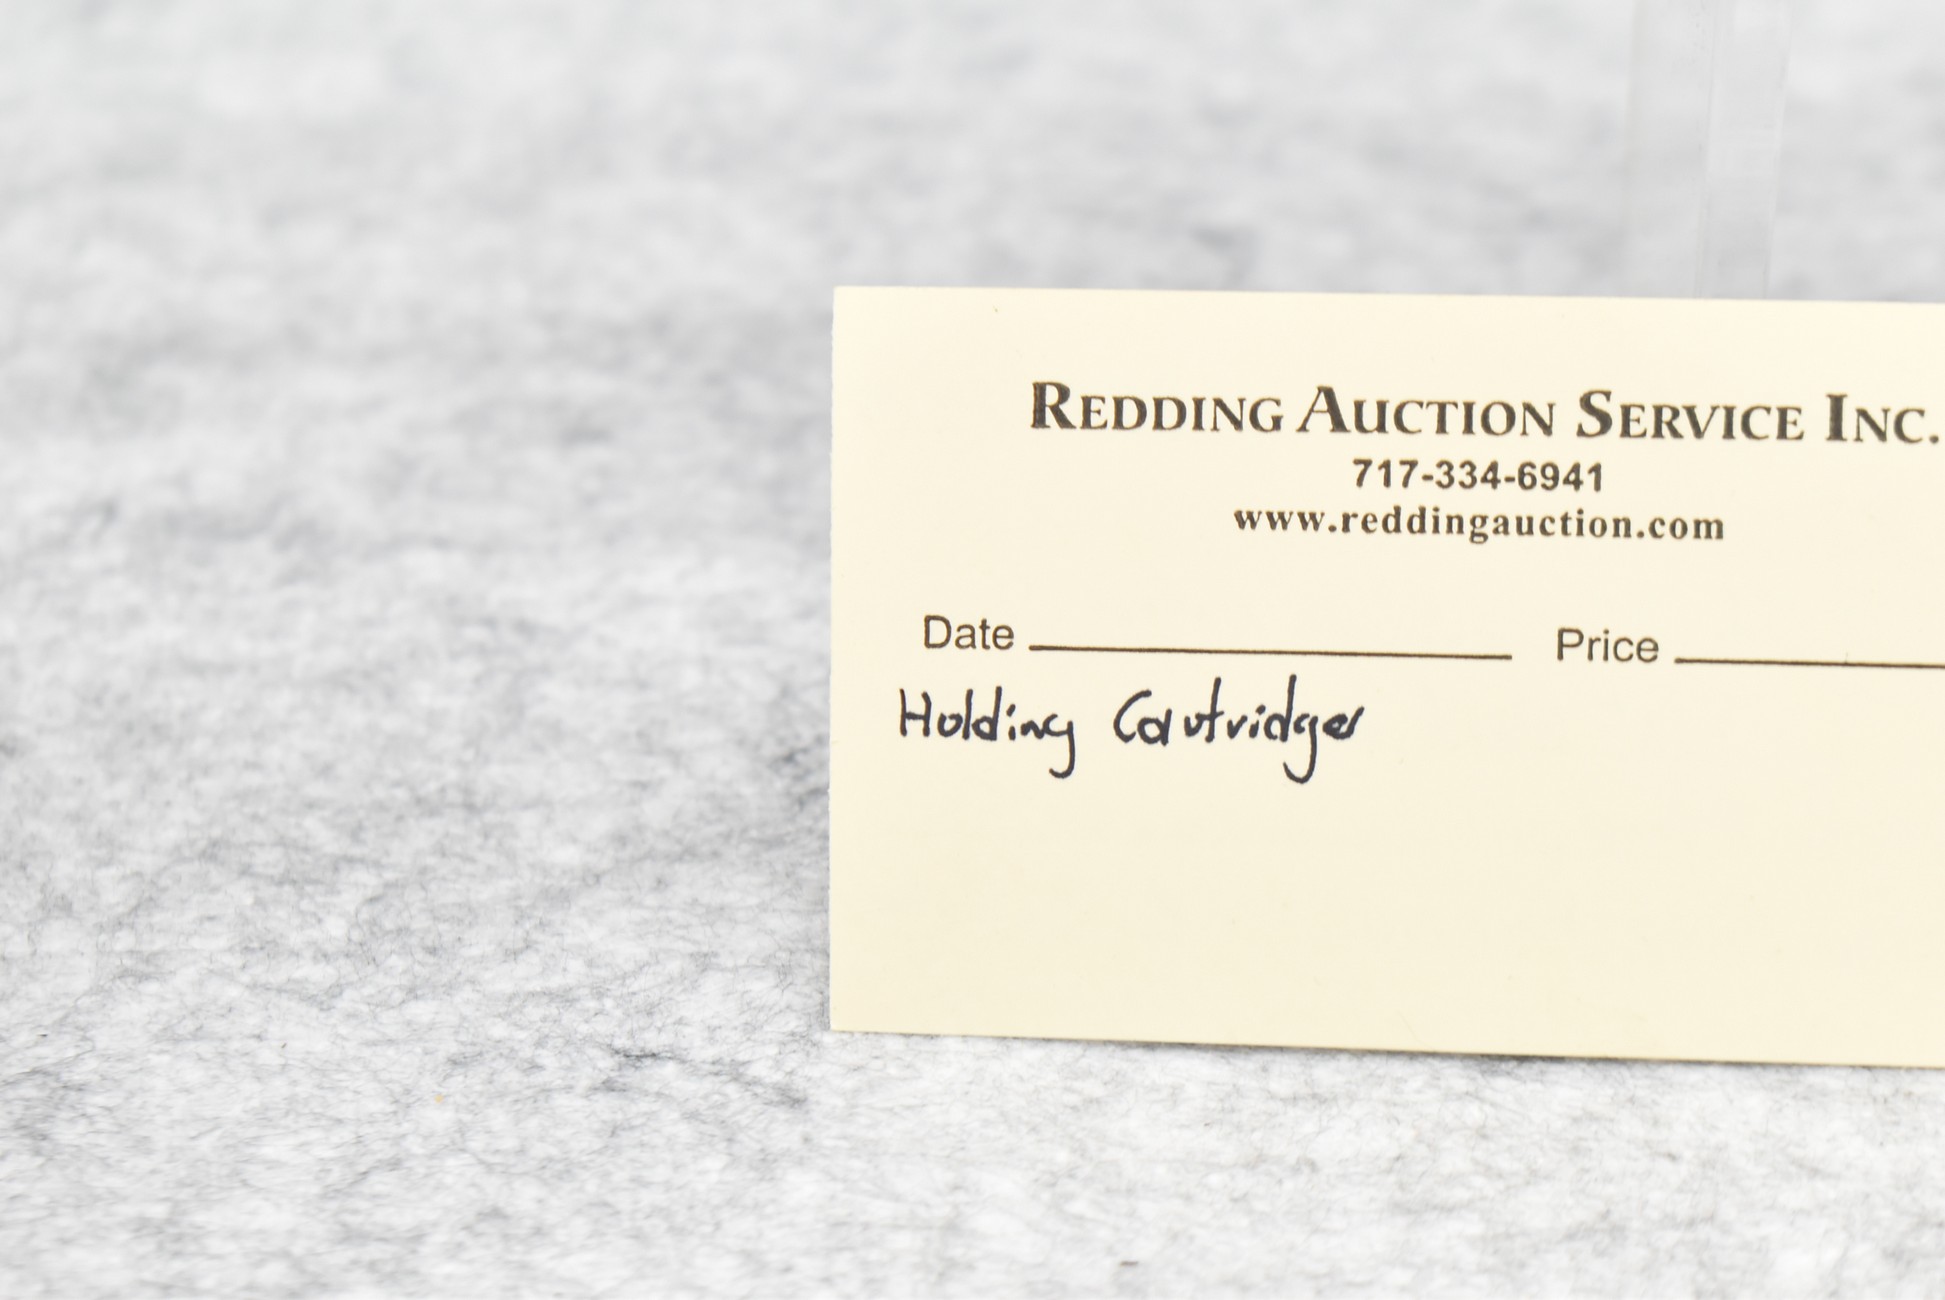 REDDING AUCTION SERVICE INC.
717-334-6941
www.reddingauction.com
Date Price
Holding Cartridges